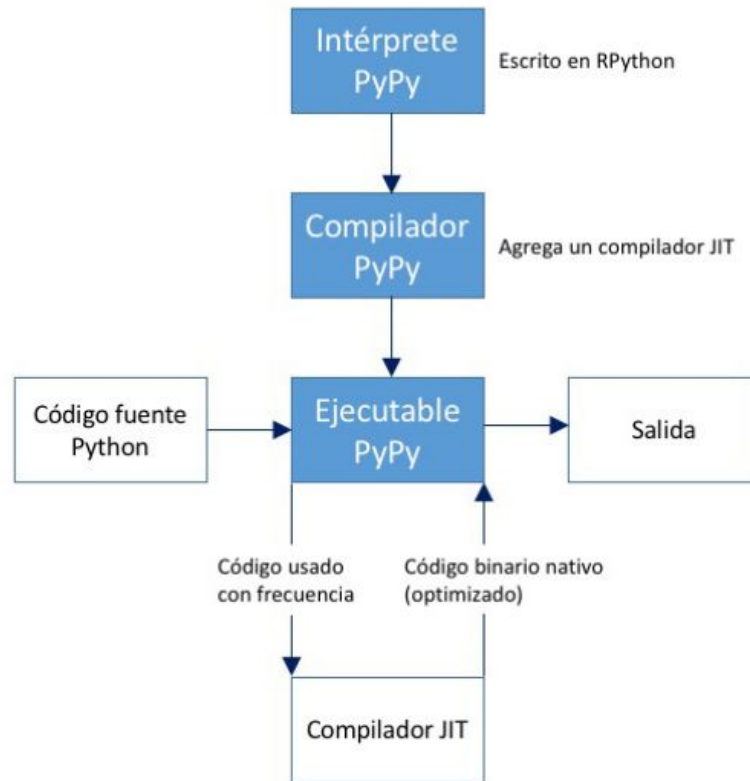 Intérprete
PyPy
Escrito en RPython
Compilador
PyPy
Agrega un compilador JIT
Código fuente
Python
Ejecutable
PyPy
Salida
Código usado
con frecuencia
Código binario nativo
(optimizado)
Compilador JIT